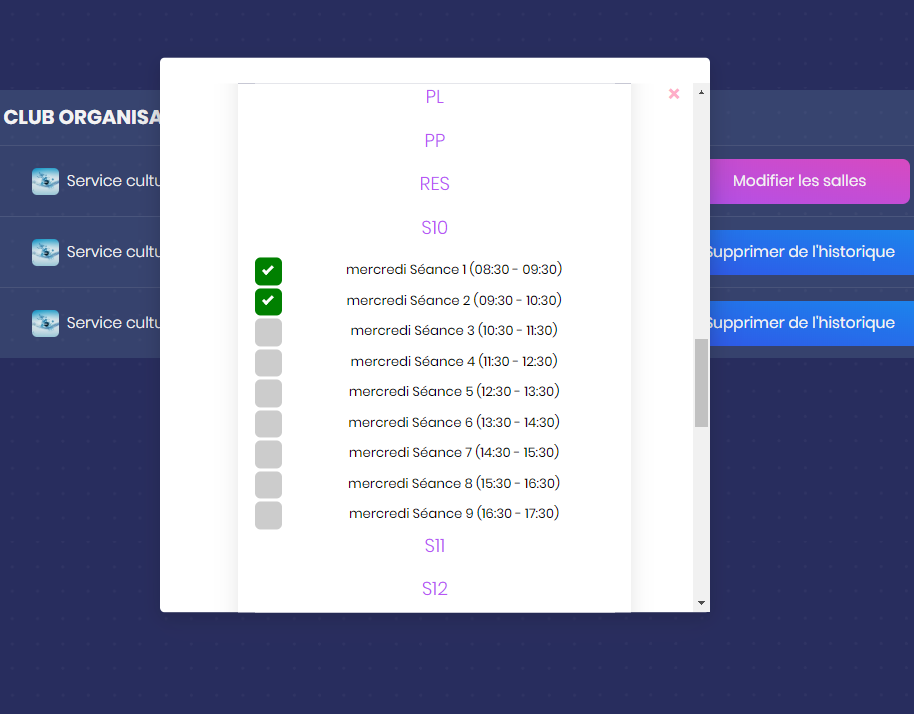 PL
PP
RES
S10
mercredi Séance 1 (08:30 - 09:30)
mercredi Séance 2 (09:30 - 10:30)
mercredi Séance 3 (10:30 - 11:30)
mercredi Séance 4 (11:30 - 12:30)
mercredi Séance 5 (12:30 - 13:30)
mercredi Séance 6 (13:30 - 14:30)
mercredi Séance 7 (14:30 - 15:30)
mercredi Séance 8 (15:30 - 16:30)
mercredi Séance 9 (16:30 - 17:30)
S11
S12
CLUB ORGANISA
Service cultu
Modifier les salles
Service cultu
Supprimer de l'historique
Service cultu
Supprimer de l'historique